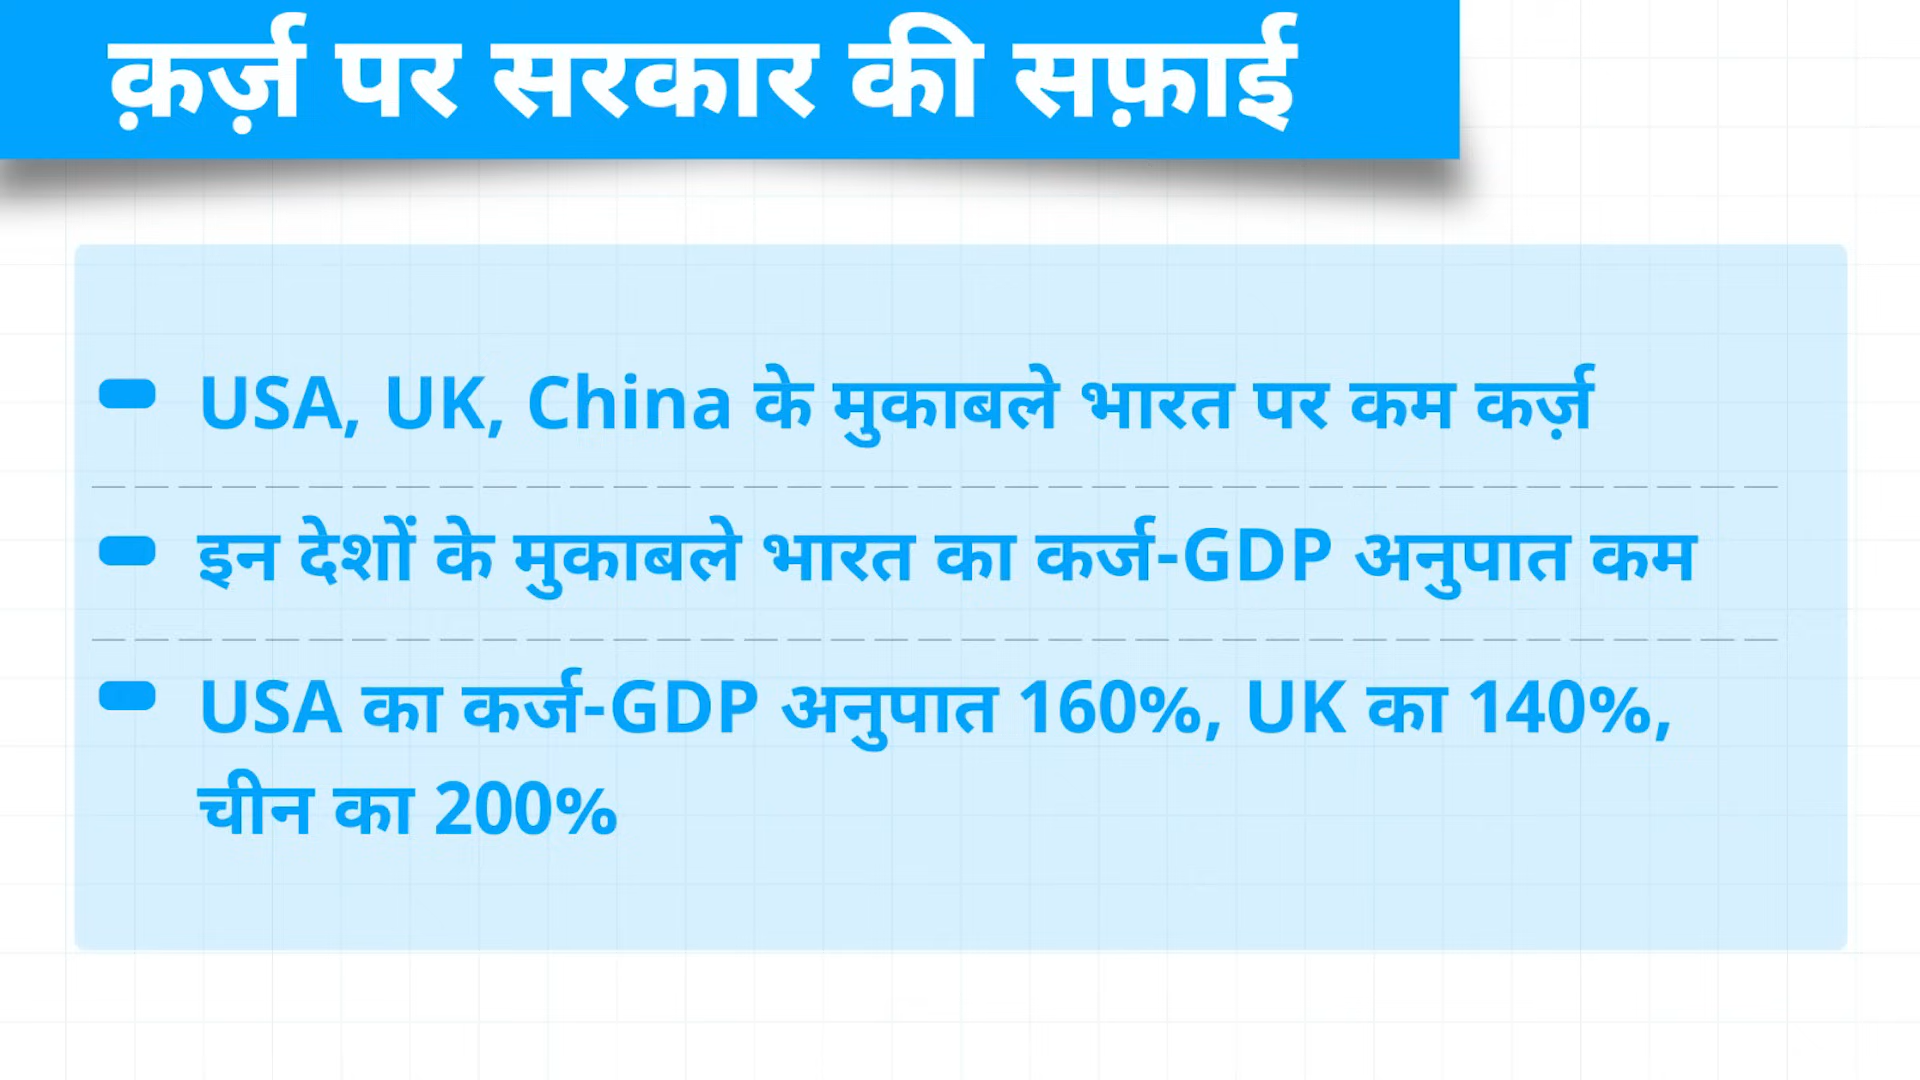 क़र्ज़ पर सरकार की सफ़ाई
USA, UK, China के मुकाबले भारत पर कम कर्ज़
इन देशों के मुकाबले भारत का कर्ज-GDP अनुपात कम
USA का कर्ज-GDP अनुपात 160%, UK का 140%,
चीन का 200%